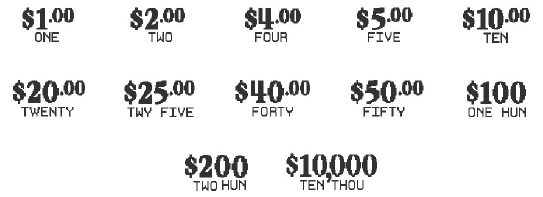 $1.00 $2.00 $4.00 $5.00 $10.00
ONE TWO FOUR FIVE TEN
$20.00 $25.00 $40.00 $50.00 $100
TWENTY TWY FIVE FORTY FIFTY ONE HUN
$200 $10,000
TWO HUN TEN THOU